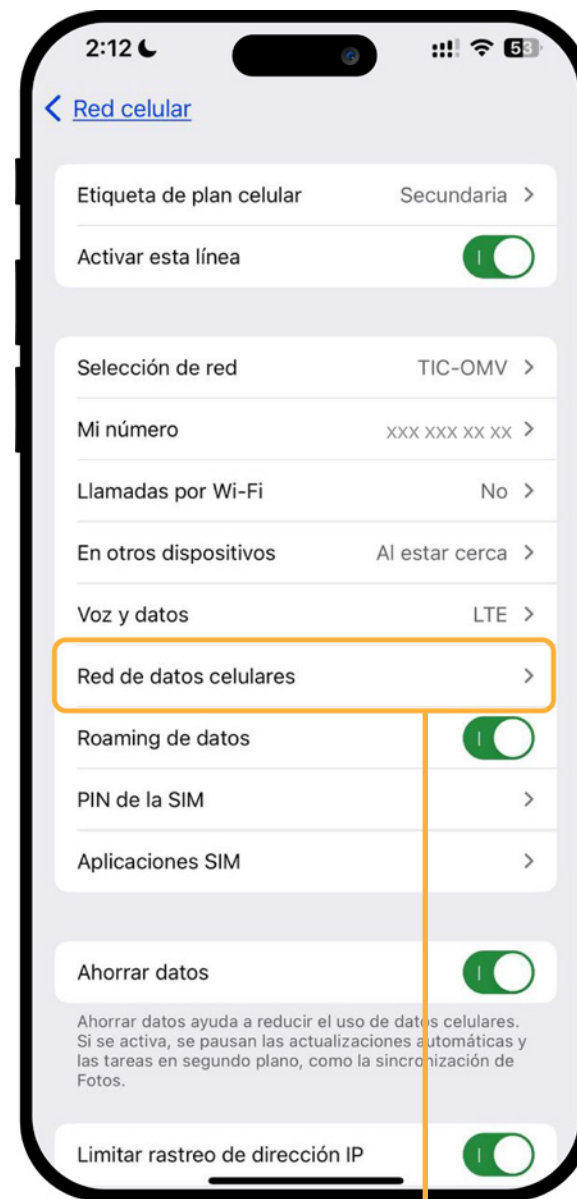 2:12 53
Red celular
Etiqueta de plan celular Secundaria
Activar esta línea
Selección de red TIC-OMV
Mi número xxx xxx xx xx
Llamadas por Wi-Fi No
En otros dispositivos Al estar cerca
Voz y datos LTE
Red de datos celulares
Roaming de datos
PIN de la SIM
Aplicaciones SIM
Ahorrar datos
Ahorrar datos ayuda a reducir el uso de datos celulares.
Si se activa, se pausan las actualizaciones automáticas y
las tareas en segundo plano, como la sincronización de
Fotos.
Limitar rastreo de dirección IP